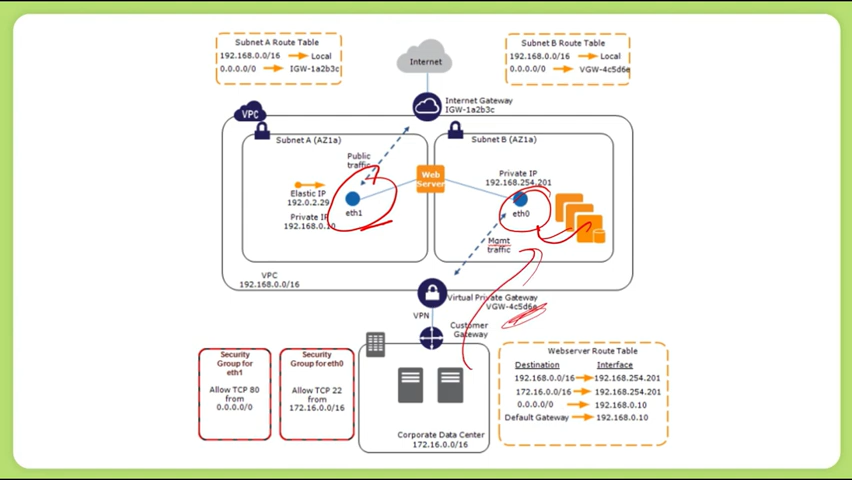 Subnet A Route Table
192.168.0.0/16 Local
0.0.0.0/0 IGW-1a2b3c
Subnet B Route Table
192.168.0.0/16 Local
0.0.0.0/0 VGW-4c5d6e
Internet
Internet Gateway
IGW-1a2b3c
VPC
Subnet A (AZ1a)
Subnet B (AZ1a)
Public
traffic
Web
Server
Private IP
192.168.254.201
Elastic IP
192.0.2.29
eth1
Private IP
192.168.0.10
eth0
Mgmt
traffic
VPC
192.168.0.0/16
Virtual Private Gateway
VGW-4c5d6e
VPN
Customer
Gateway
Security
Group for
eth1
Allow TCP 80
from
0.0.0.0/0
Security
Group for eth0
Allow TCP 22
from
172.16.0.0/16
Corporate Data Center
172.16.0.0/16
Webserver Route Table
Destination Interface
192.168.0.0/16 192.168.254.201
172.16.0.0/16 192.168.254.201
0.0.0.0/0 192.168.0.10
Default Gateway 192.168.0.10